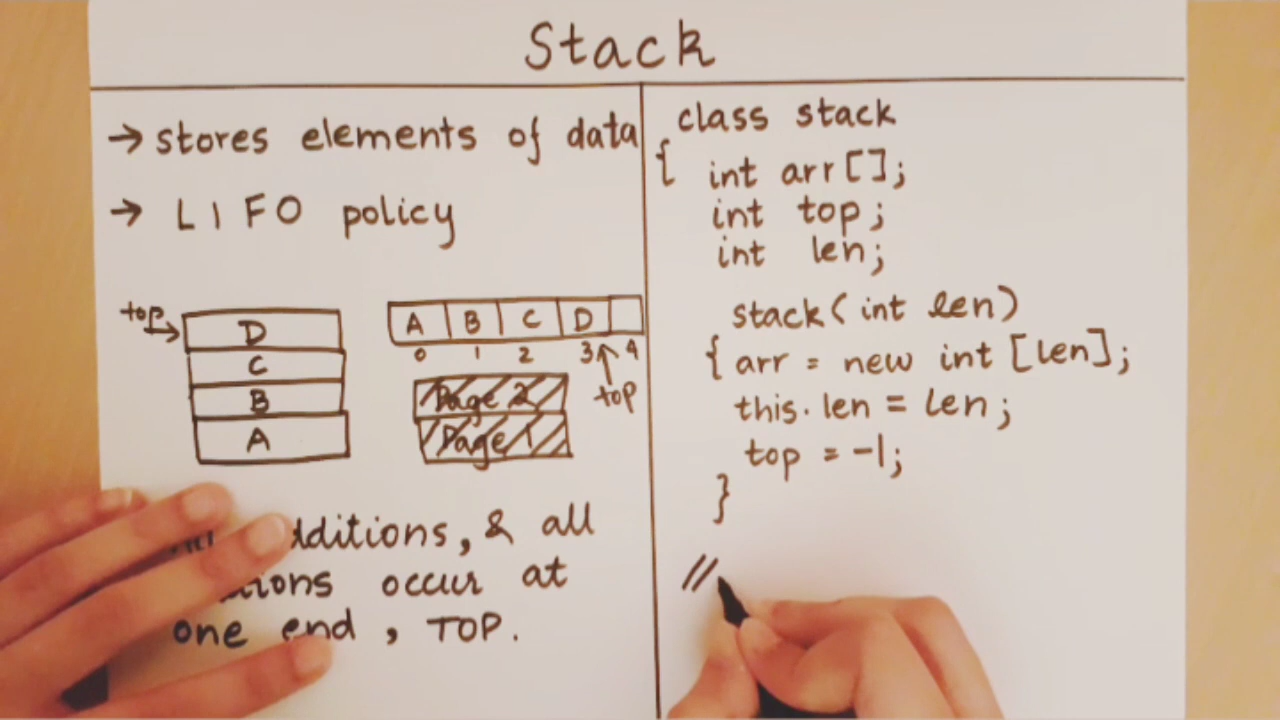 Stack
→ stores elements of data
→ LIFO policy
top
D
C
B
A
A B C D
0 1 2 3 4
top
Page 2
Page 1
additions, & all
occur at
one end, TOP.
class stack
{ int arr[];
int top;
int len;
stack(int len)
{ arr = new int [len];
this.len = len;
top = -1;
}
//